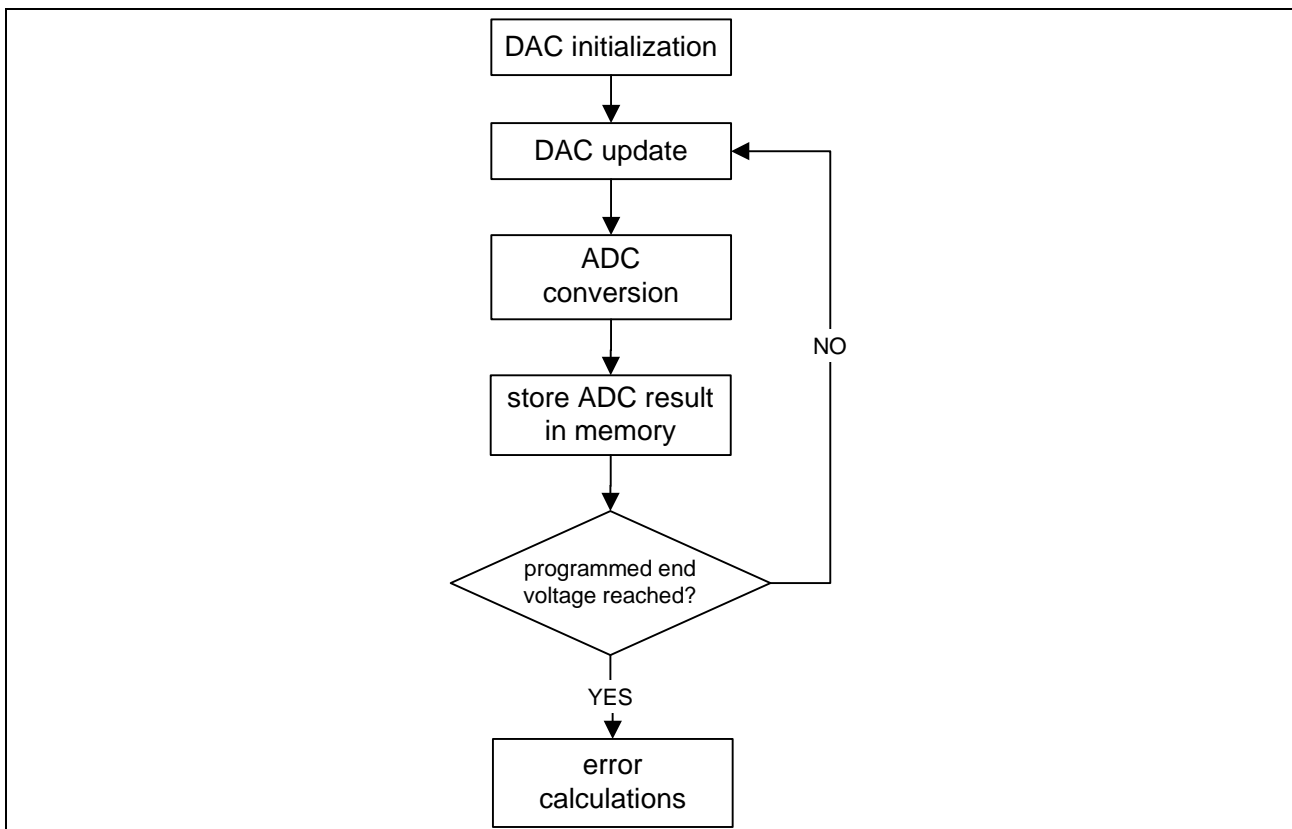 DAC initialization
DAC update
ADC
conversion
NO
store ADC result
in memory
programmed end
voltage reached?
YES
error
calculations